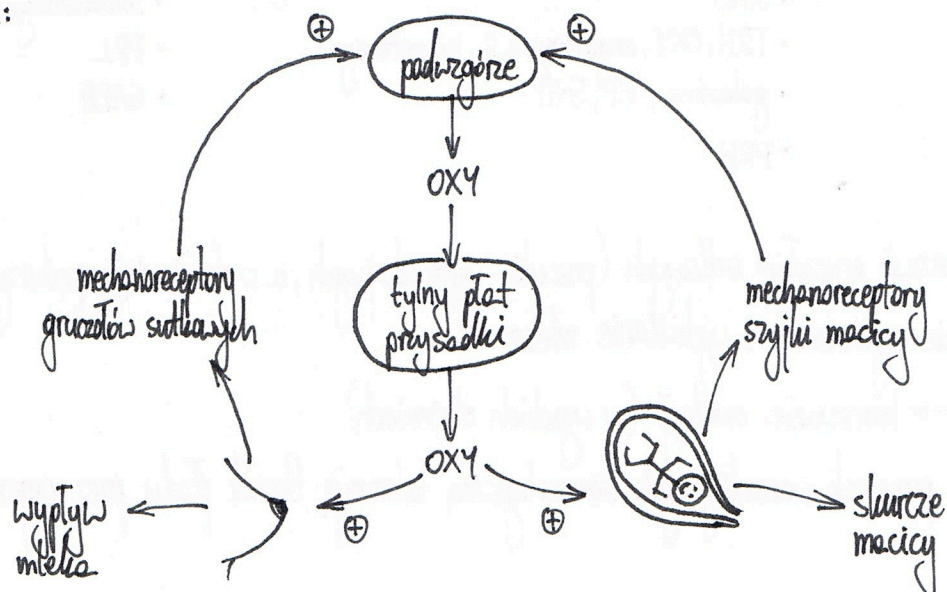 :
⊕ ⊕
podwzgórze
OXY
mechanoreceptory
gruczołów sutkowych
tylny płat
przysadki
mechanoreceptory
szyjki macicy
OXY
⊕ ⊕
wypływ
mleka
skurcze
macicy